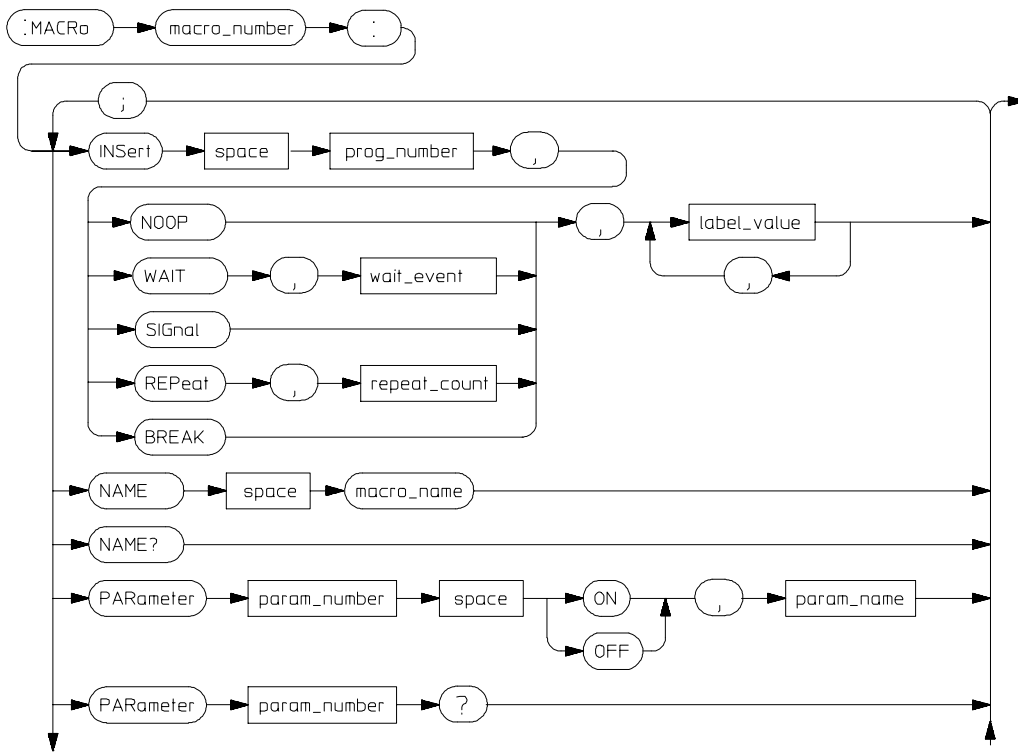 :MACRo macro_number :
;
INSert space prog_number ,
NOOP , label_value
WAIT , wait_event ,
SIGnal
REPeat , repeat_count
BREAK
NAME space macro_name
NAME?
PARameter param_number space ON , param_name
OFF
PARameter param_number ?